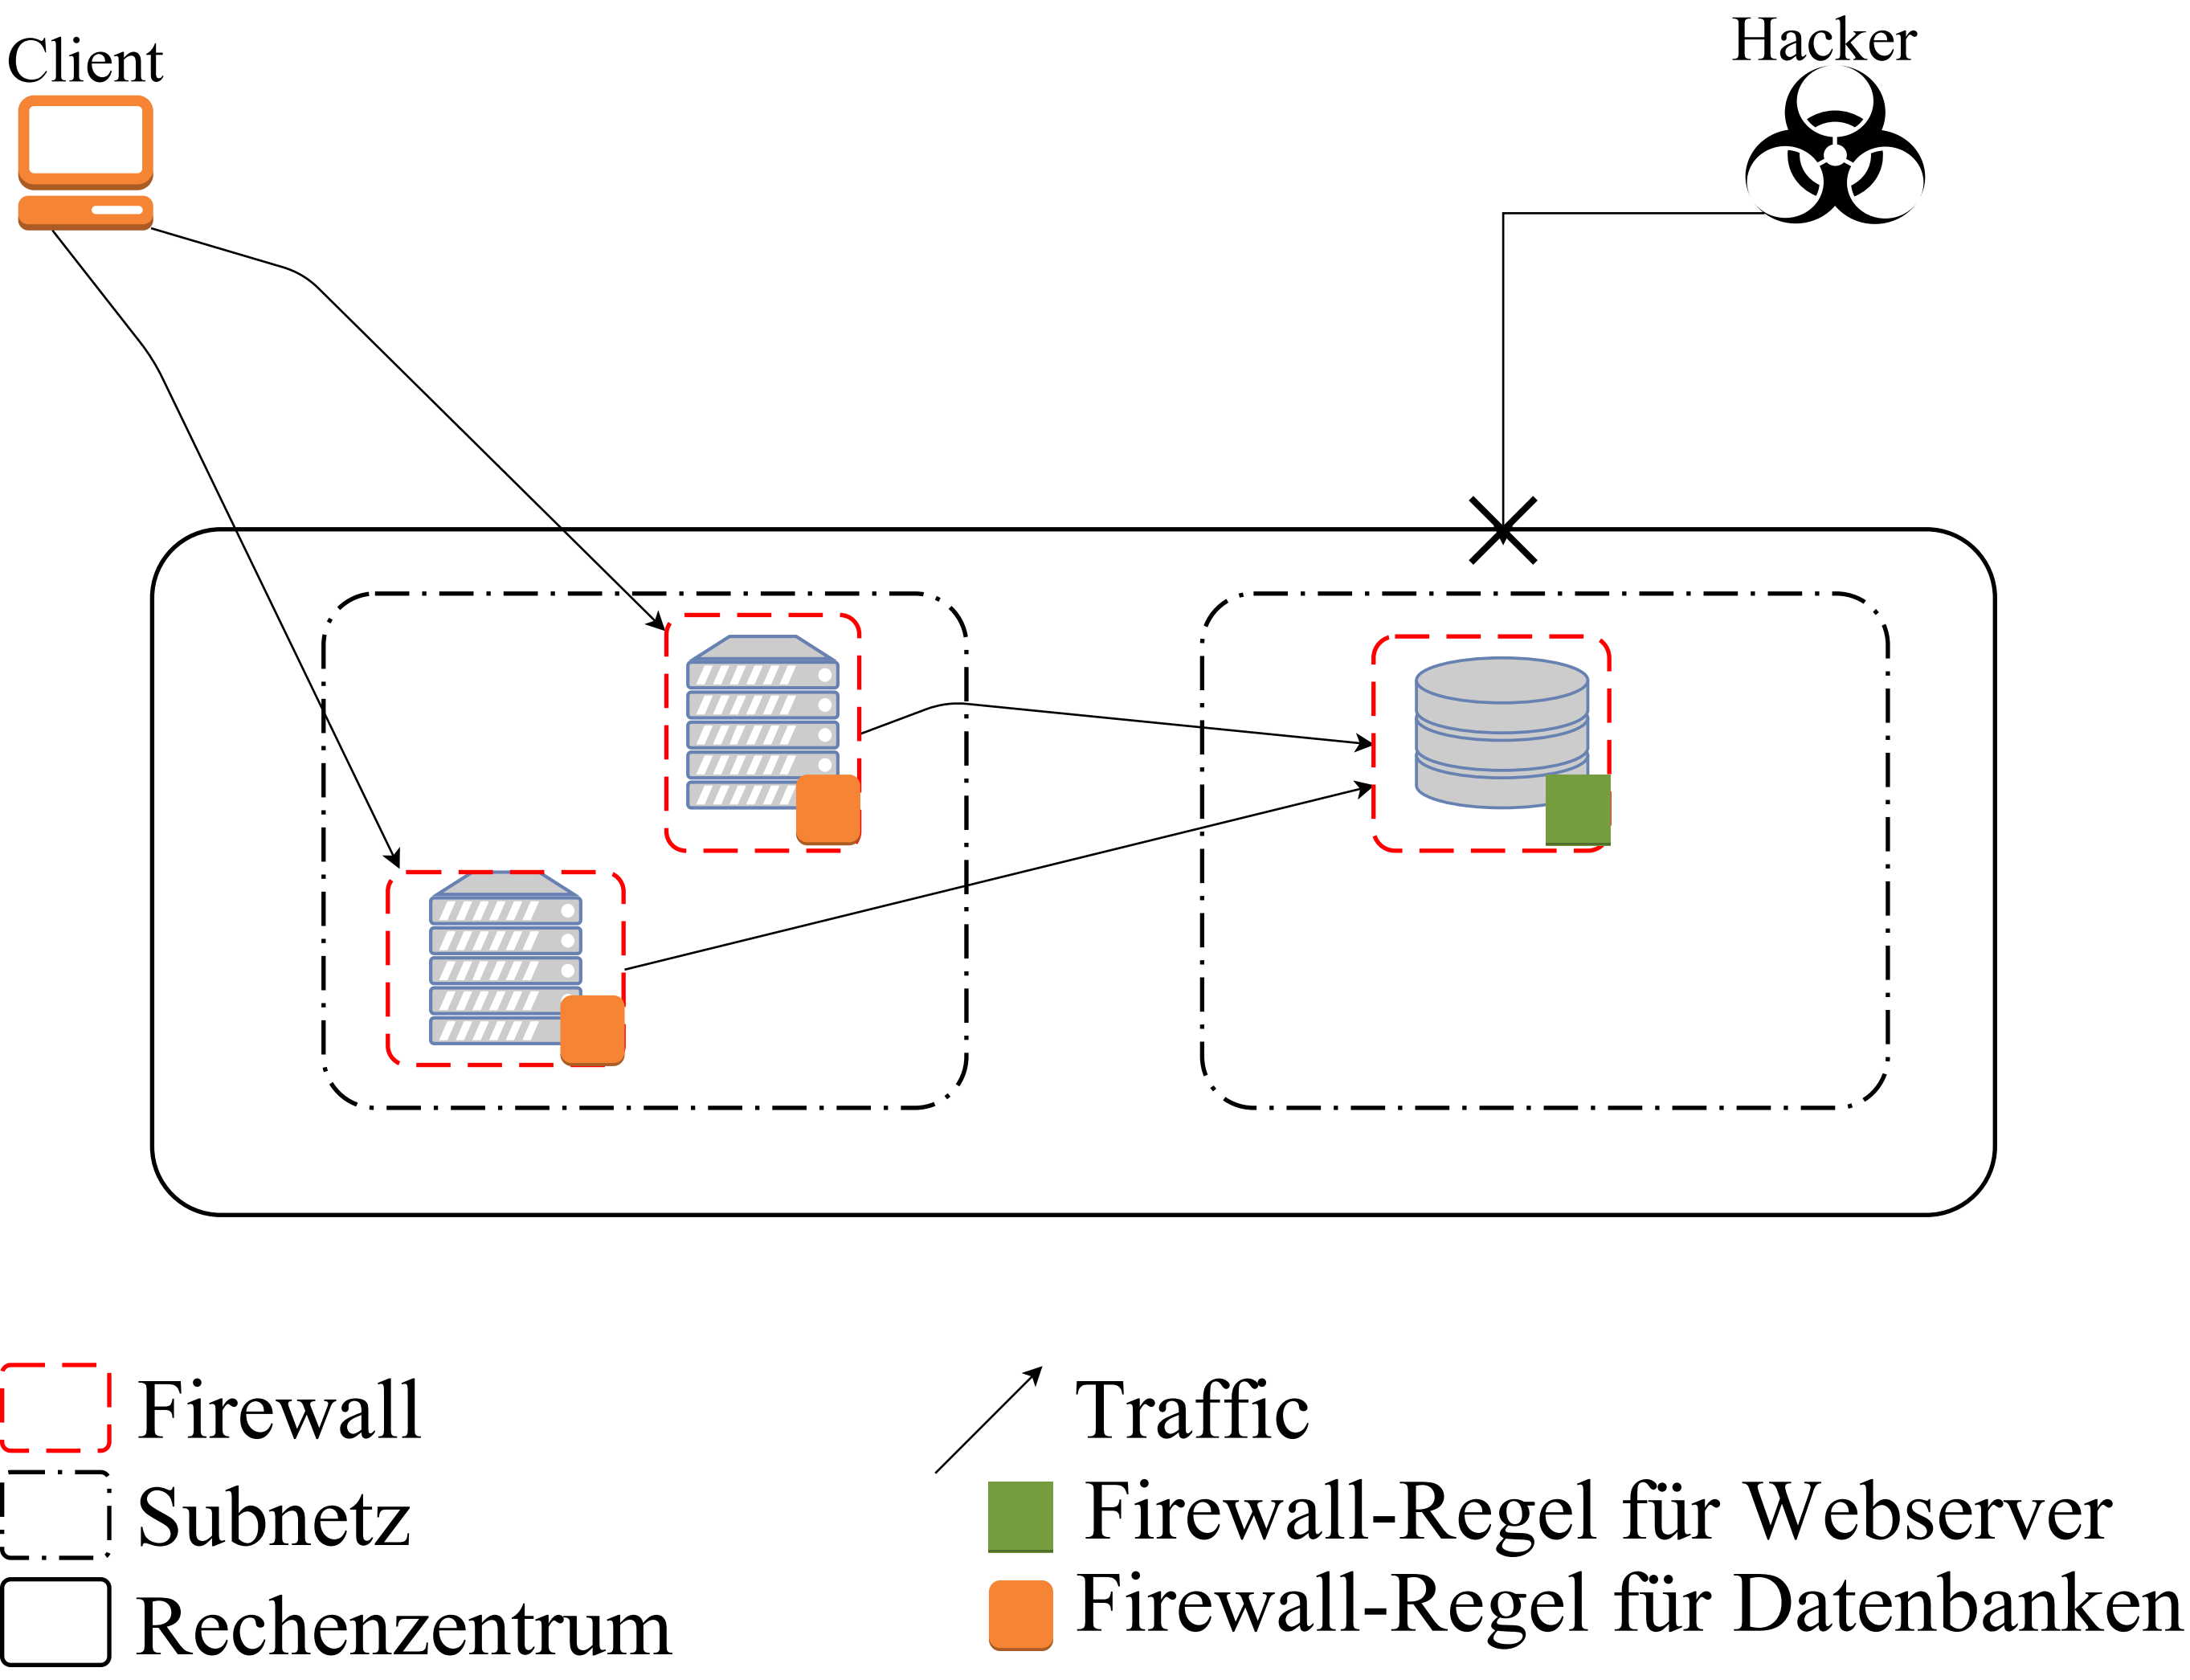 Client
Hacker
Firewall
Subnetz
Rechenzentrum
Traffic
Firewall-Regel für Webserver
Firewall-Regel für Datenbanken